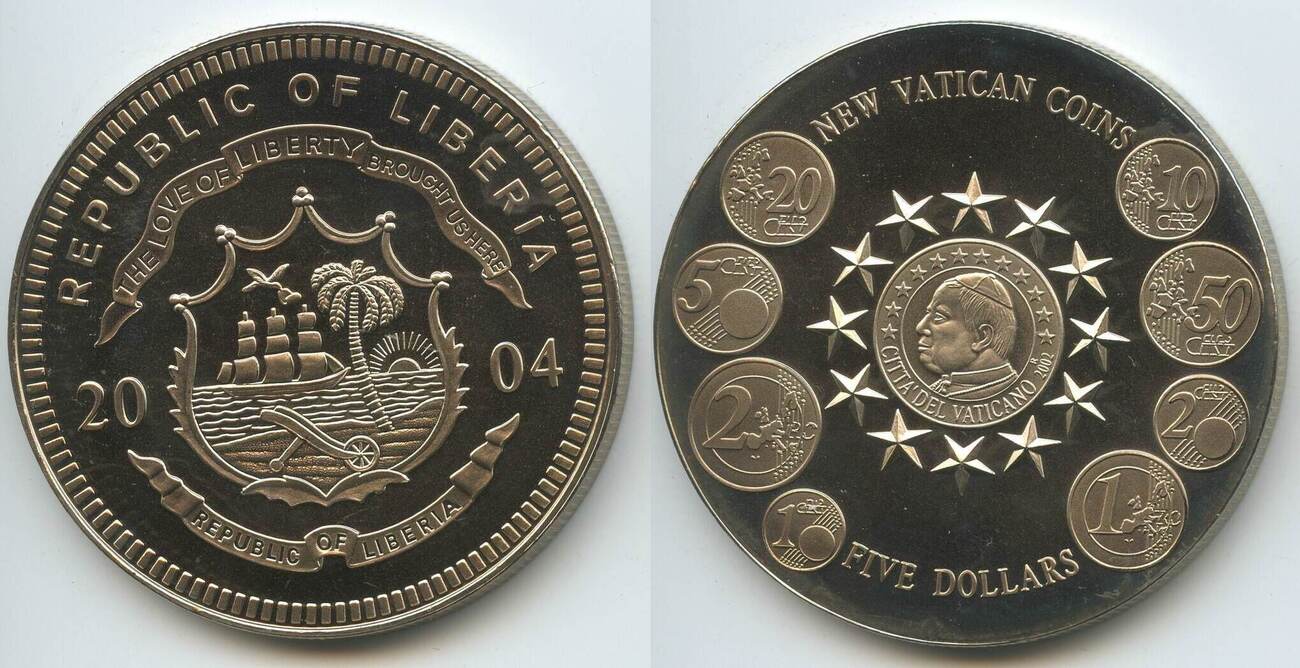 REPUBLIC OF LIBERIA
THE LOVE OF LIBERTY BROUGHT US HERE
20 04
REPUBLIC OF LIBERIA
NEW VATICAN COINS
20
10
5
50
CITTA' DEL VATICANO 2002
R
2
2
1
1
FIVE DOLLARS